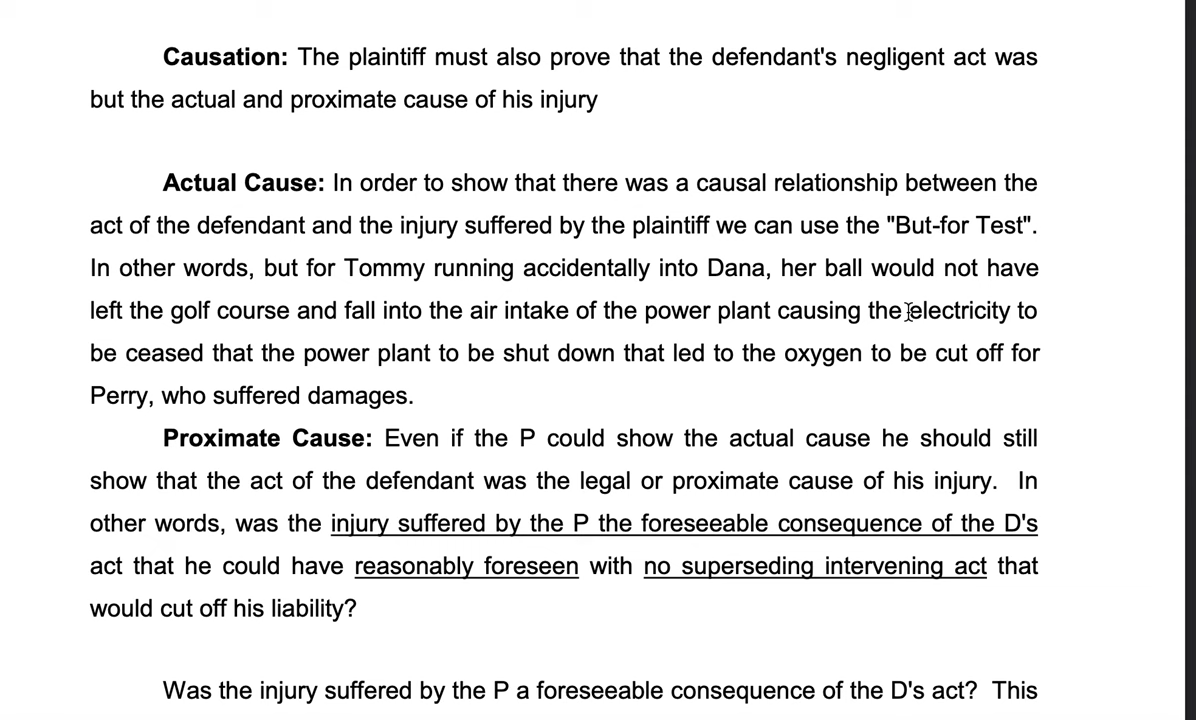 Causation: The plaintiff must also prove that the defendant's negligent act was
but the actual and proximate cause of his injury
Actual Cause: In order to show that there was a causal relationship between the
act of the defendant and the injury suffered by the plaintiff we can use the "But-for Test".
In other words, but for Tommy running accidentally into Dana, her ball would not have
left the golf course and fall into the air intake of the power plant causing the electricity to
be ceased that the power plant to be shut down that led to the oxygen to be cut off for
Perry, who suffered damages.
Proximate Cause: Even if the P could show the actual cause he should still
show that the act of the defendant was the legal or proximate cause of his injury. In
other words, was the injury suffered by the P the foreseeable consequence of the D's
act that he could have reasonably foreseen with no superseding intervening act that
would cut off his liability?
Was the injury suffered by the P a foreseeable consequence of the D's act? This